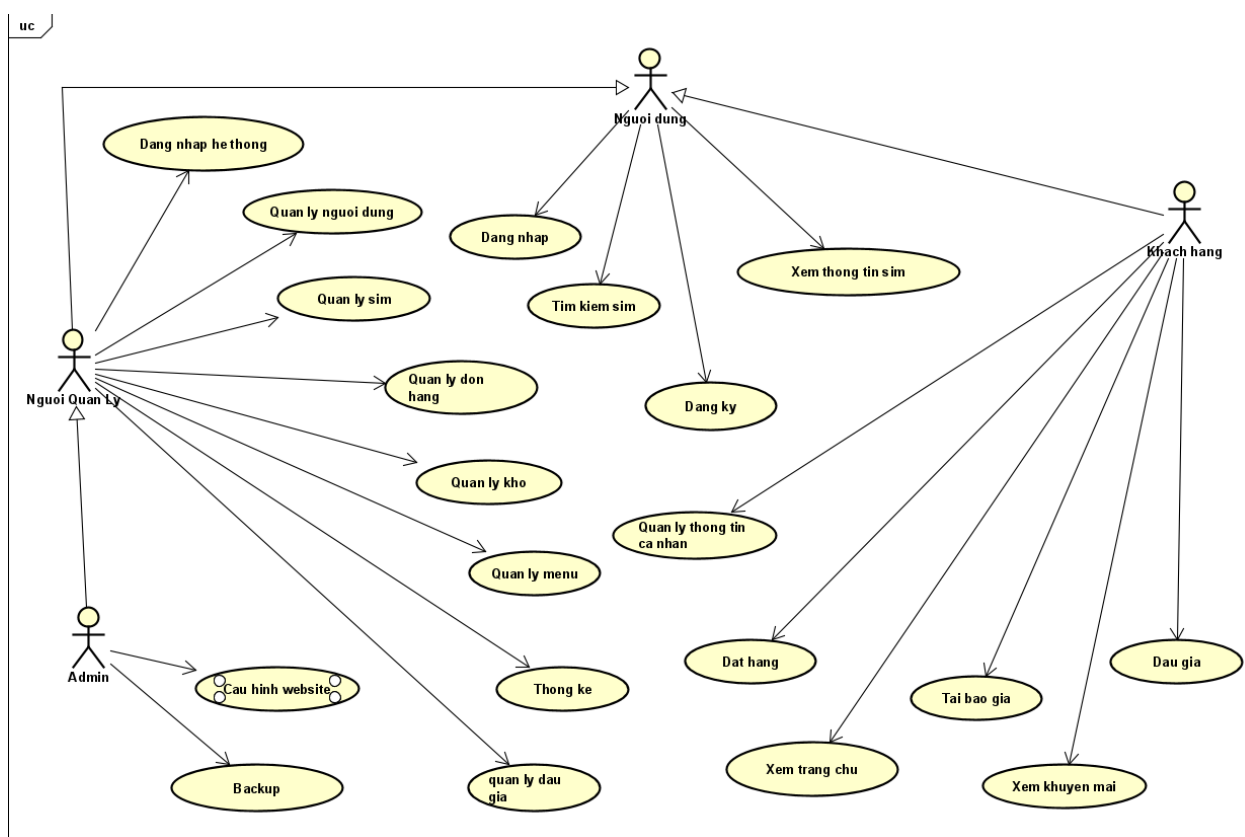 uc
Nguoi dung
Dang nhap he thong
Quan ly nguoi dung
Dang nhap
Khach hang
Xem thong tin sim
Quan ly sim
Tim kiem sim
Quan ly don
hang
Nguoi Quan Ly
Dang ky
Quan ly kho
Quan ly thong tin
ca nhan
Quan ly menu
Dat hang
Dau gia
Admin
Cau hinh website
Thong ke
Tai bao gia
Xem trang chu
Backup
quan ly dau
gia
Xem khuyen mai